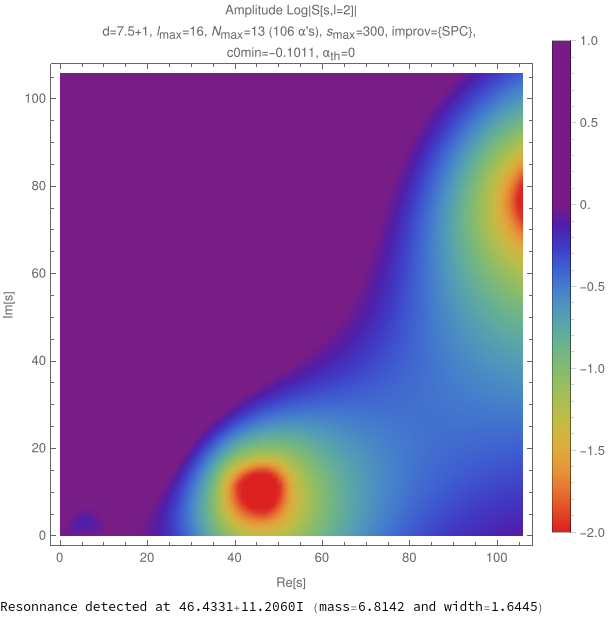 Amplitude Log|S[s,l=2]|
d=7.5+1, lmax=16, Nmax=13 (106 α's), smax=300, improv={SPC},
c0min=-0.1011, αth=0
100
80
60
40
20
0
Im[s]
0 20 40 60 80 100
Re[s]
1.0
0.5
0.
-0.5
-1.0
-1.5
-2.0
Resonnance detected at 46.4331+11.2060I (mass=6.8142 and width=1.6445)